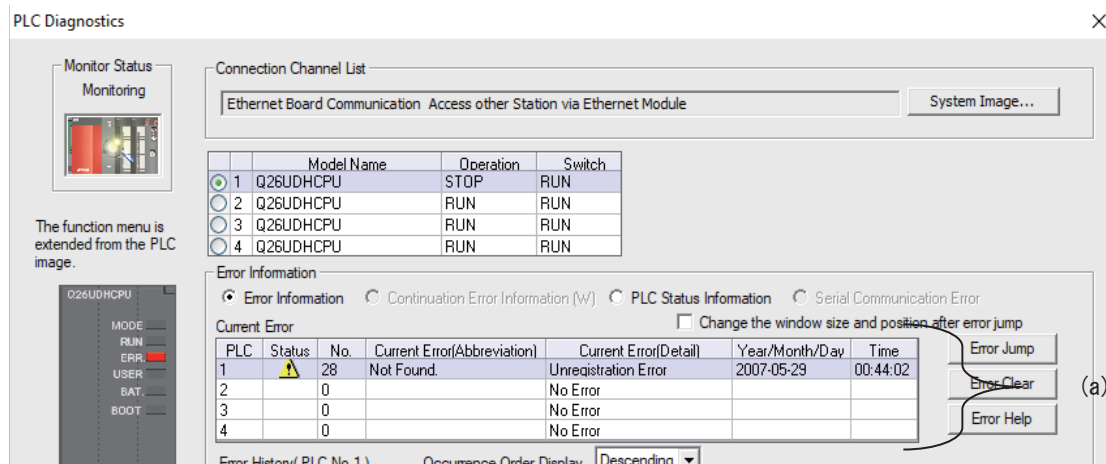 PLC Diagnostics
Monitor Status
Monitoring
Connection Channel List
Ethernet Board Communication Access other Station via Ethernet Module
System Image...
Model Name Operation Switch
1 Q26UDHCPU STOP RUN
2 Q26UDHCPU RUN RUN
3 Q26UDHCPU RUN RUN
4 Q26UDHCPU RUN RUN
The function menu is
extended from the PLC
image.
Q26UDHCPU
MODE
RUN
ERR.
USER
BAT.
BOOT
Error Information
Error Information Continuation Error Information (W) PLC Status Information Serial Communication Error
Current Error
Change the window size and position after error jump
PLC Status No. Current Error(Abbreviation) Current Error(Detail) Year/Month/Day Time
1 28 Not Found. Unregistration Error 2007-05-29 00:44:02
2 0 No Error
3 0 No Error
4 0 No Error
Error Jump
Error Clear
Error Help
(a)
Error History( PLC No.1 ) Occurrence Order Display Descending